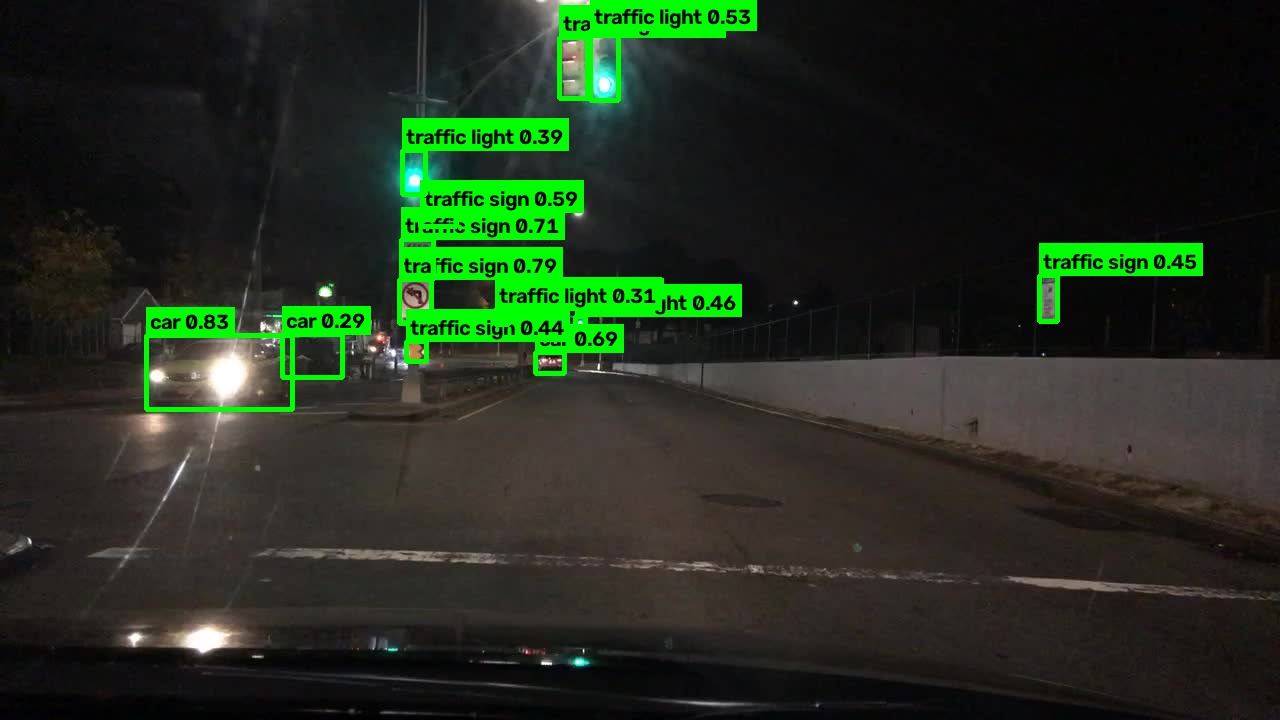 traffic light 0.53
tra
traffic light 0.39
traffic sign 0.59
traffic sign 0.71
traffic sign 0.79
traffic sign 0.45
traffic light 0.31
ght 0.46
car 0.83
car 0.29
traffic sign 0.44
car 0.69